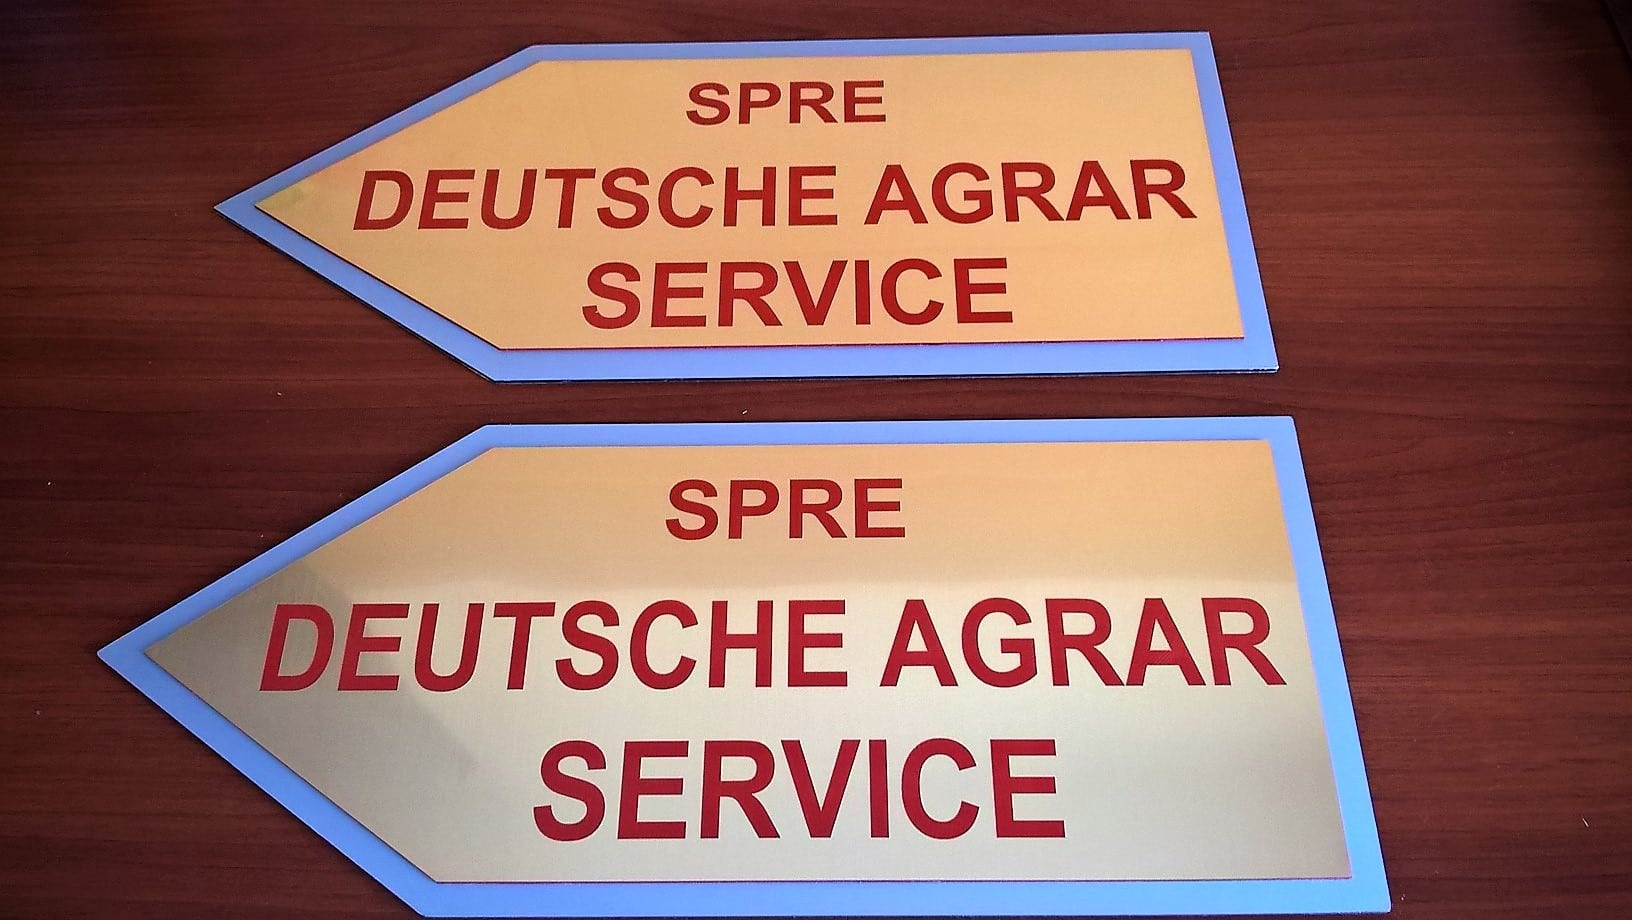 SPRE
DEUTSCHE AGRAR
SERVICE
SPRE
DEUTSCHE AGRAR
SERVICE